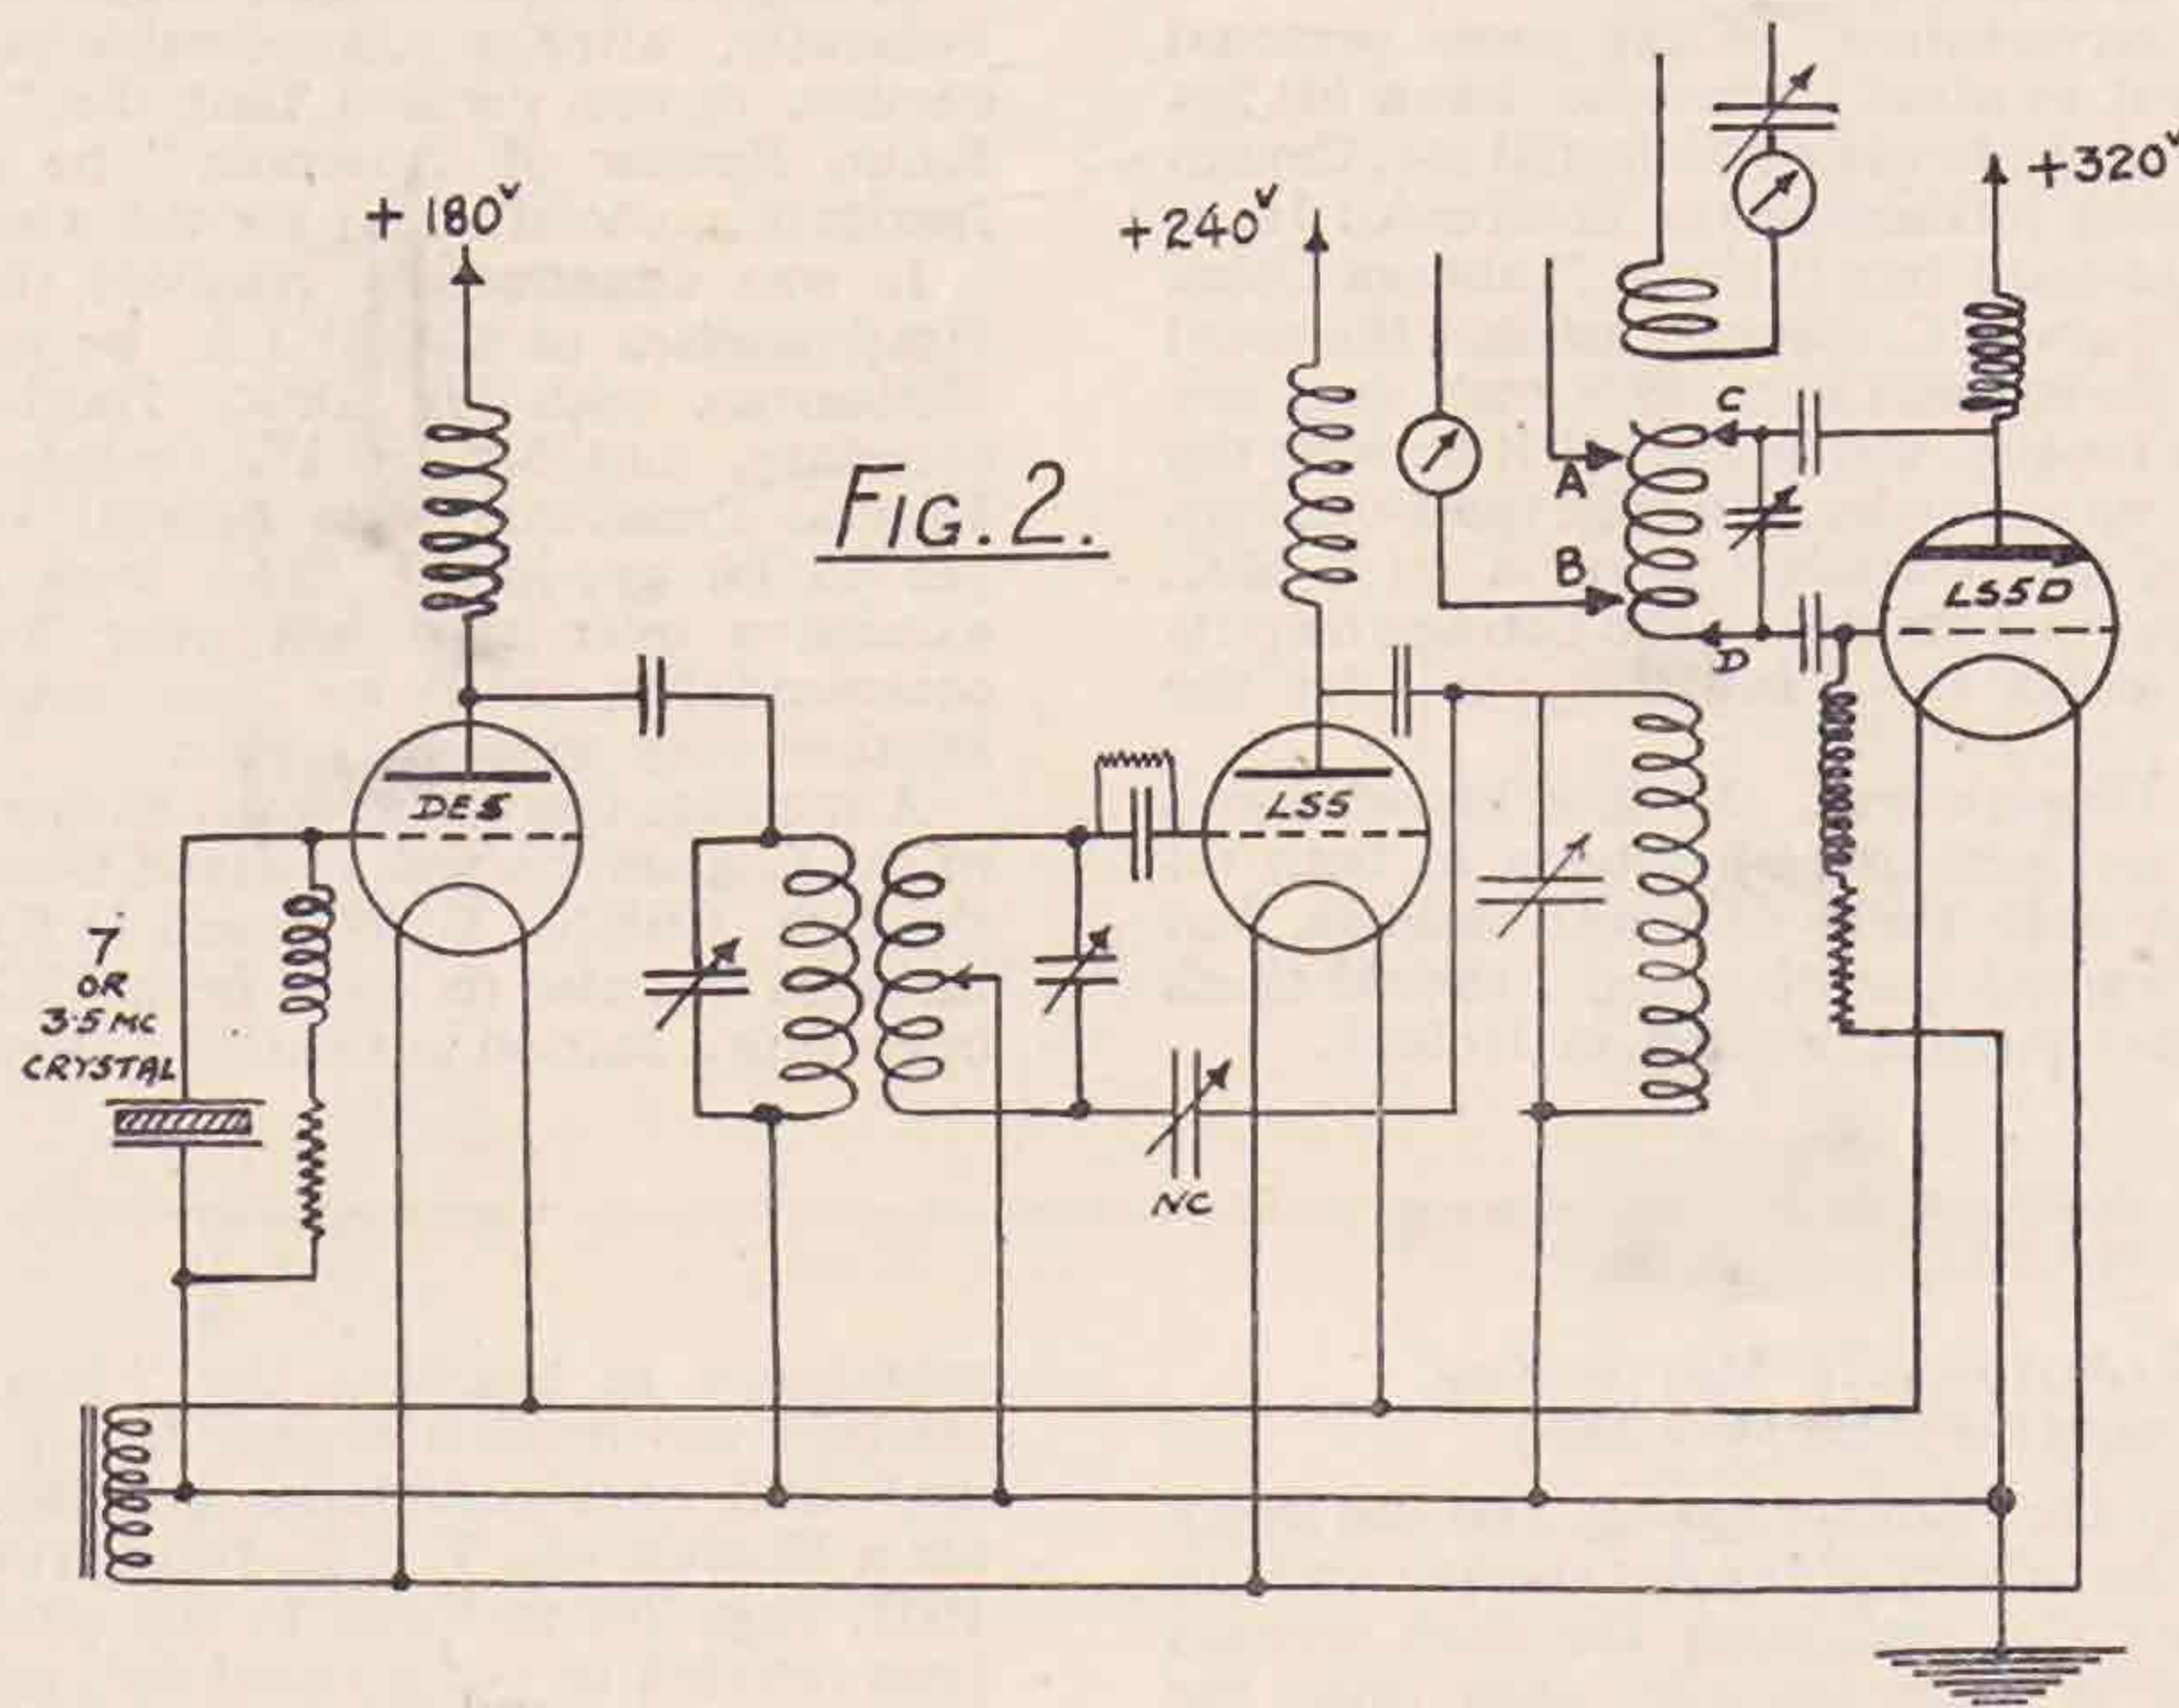 +320v
+180v
+240v
C
FIG. 2.
A
B
LS5D
D
DE5
LS5
7
OR
3.5 MC
CRYSTAL
NC